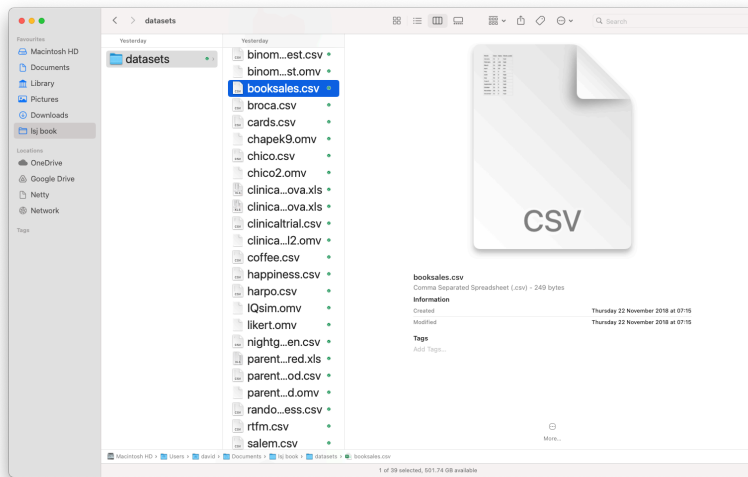 datasets
Search
Favourites
Macintosh HD
Documents
Library
Pictures
Downloads
lsj book
Locations
OneDrive
Google Drive
Netty
Network
Tags
Yesterday
datasets
Yesterday
binom...est.csv
binom...st.omv
booksales.csv
broca.csv
cards.csv
chapek9.omv
chico.csv
chico2.omv
clinica...ova.xls
clinica...ova.xls
clinicaltrial.csv
clinica...l2.omv
coffee.csv
happiness.csv
harpo.csv
IQsim.omv
likert.omv
nightg...en.csv
parent...red.xls
parent...od.csv
parent...d.omv
rando...ess.csv
rtfm.csv
salem.csv
CSV
booksales.csv
Comma Separated Spreadsheet (.csv) - 249 bytes
Information
Created Thursday 22 November 2018 at 07:15
Modified Thursday 22 November 2018 at 07:15
Tags
Add Tags...
More...
Macintosh HD › Users › david › Documents › lsj book › datasets › booksales.csv
1 of 39 selected, 501.74 GB available